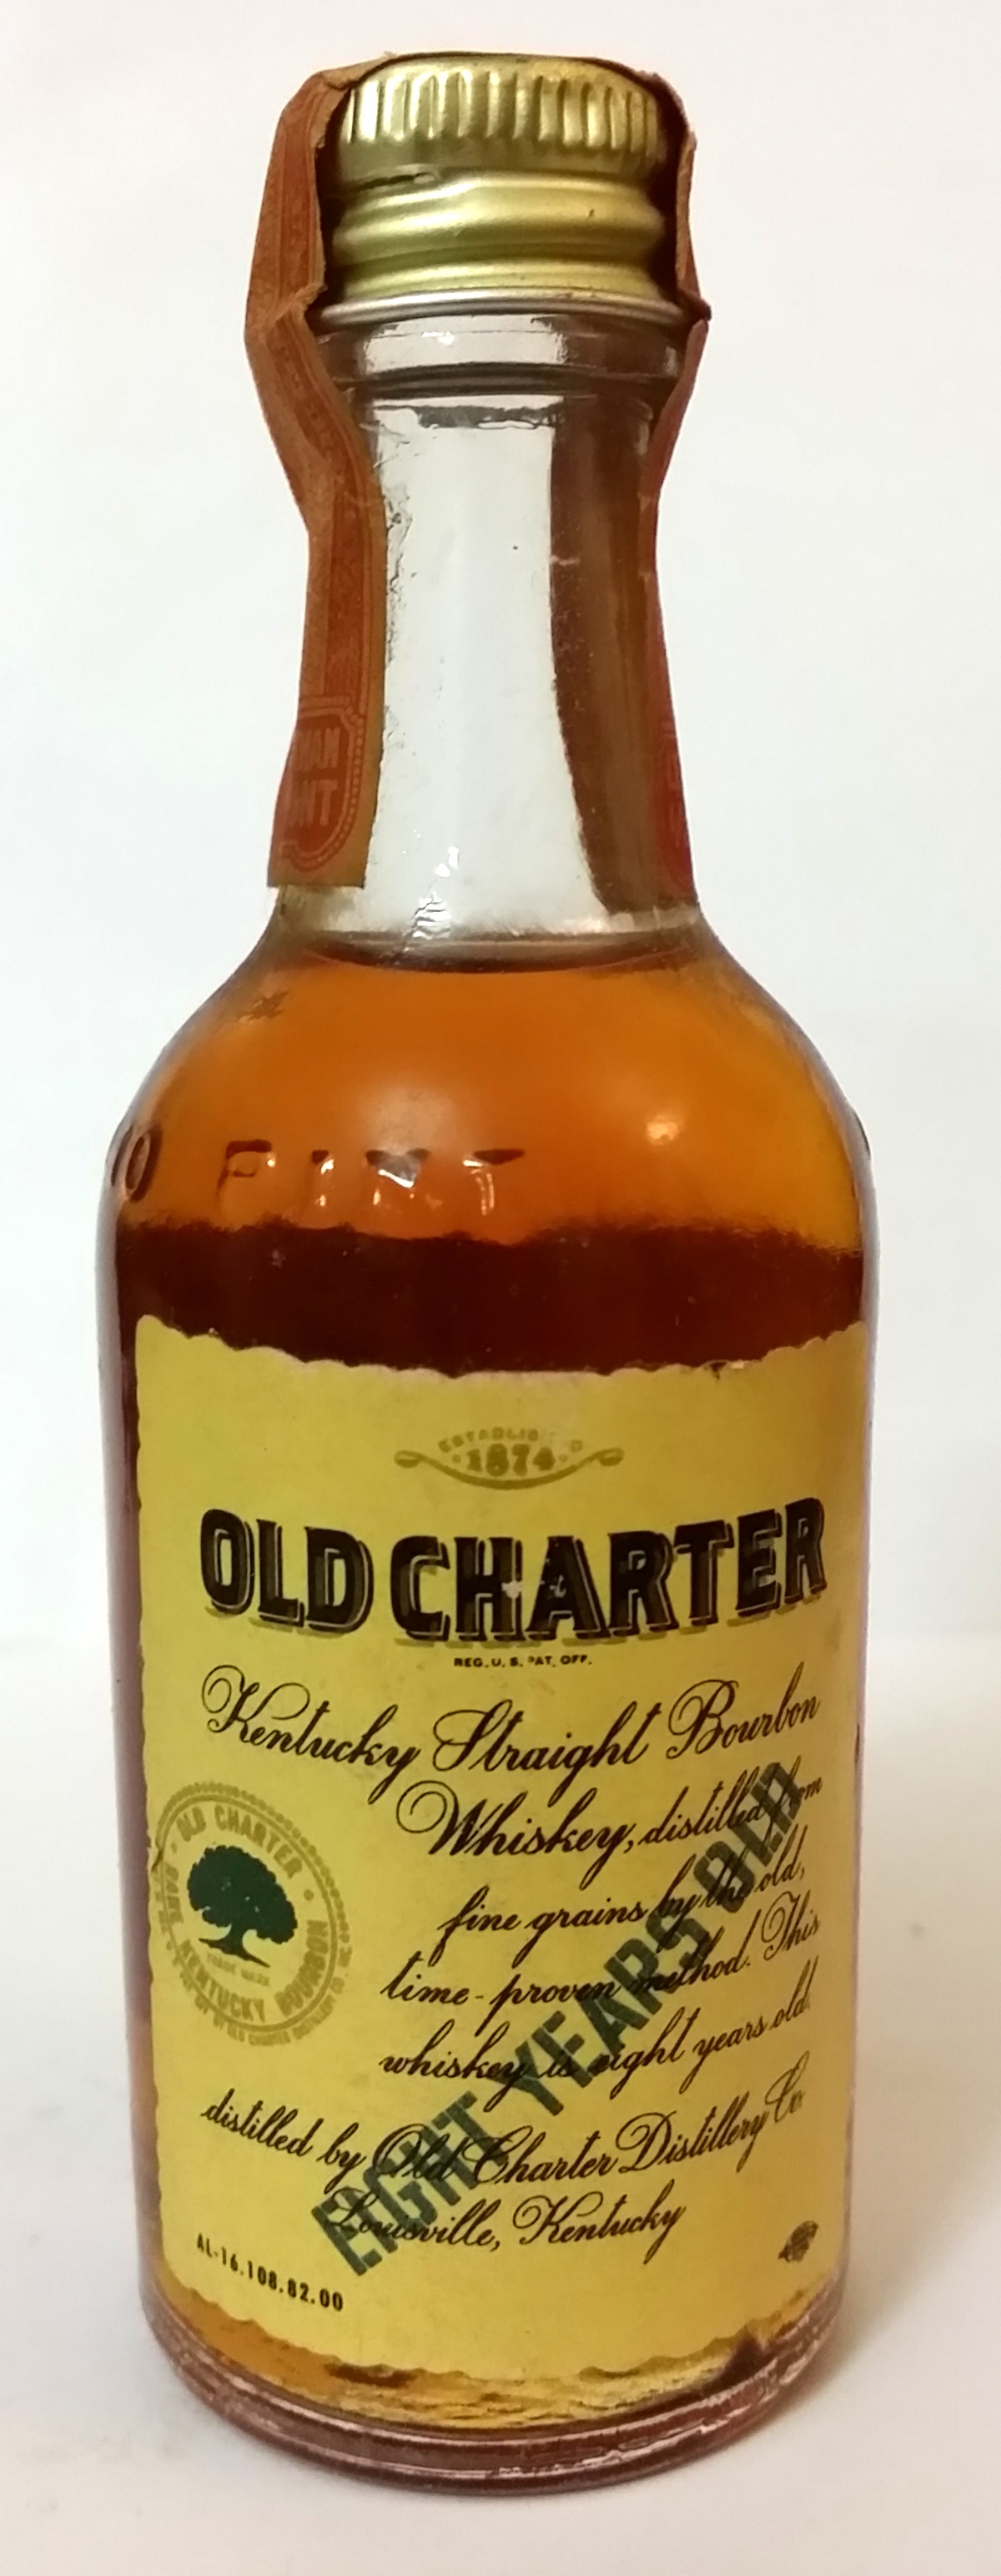 PINT
ESTABLISHED
1874
OLD CHARTER
REG. U. S. PAT. OFF.
Kentucky Straight Bourbon
Whiskey, distilled from
fine grains by the old,
time-proven method. This
whiskey is eight years old
distilled by Old Charter Distillery Co.
Louisville, Kentucky
EIGHT YEARS OLD
OLD CHARTER
KENTUCKY BOURBON
TRADE MARK
AL-16.108.82.00